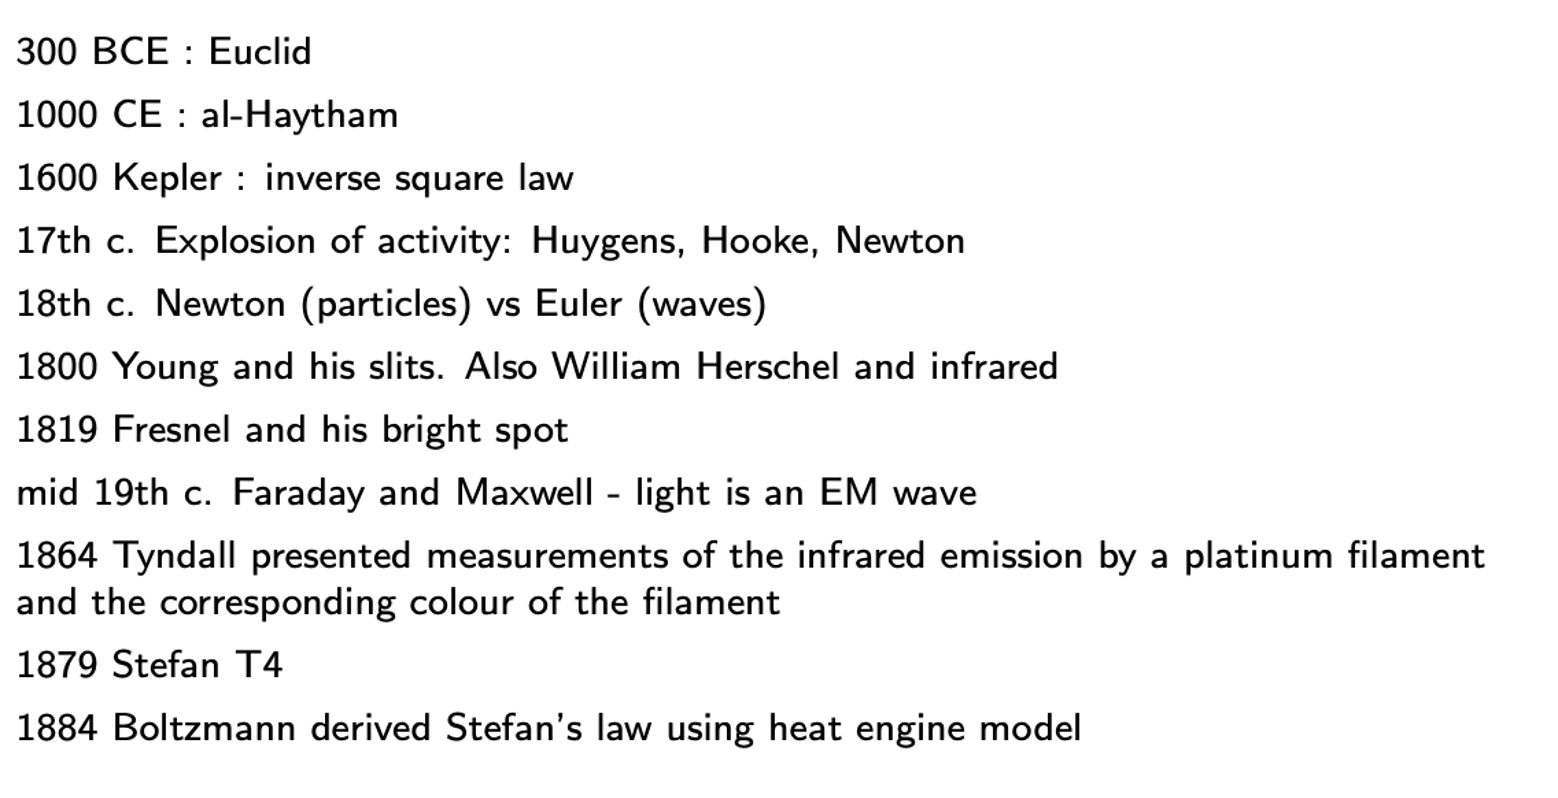 300 BCE : Euclid
1000 CE : al-Haytham
1600 Kepler : inverse square law
17th c. Explosion of activity: Huygens, Hooke, Newton
18th c. Newton (particles) vs Euler (waves)
1800 Young and his slits. Also William Herschel and infrared
1819 Fresnel and his bright spot
mid 19th c. Faraday and Maxwell - light is an EM wave
1864 Tyndall presented measurements of the infrared emission by a platinum filament
and the corresponding colour of the filament
1879 Stefan T4
1884 Boltzmann derived Stefan's law using heat engine model